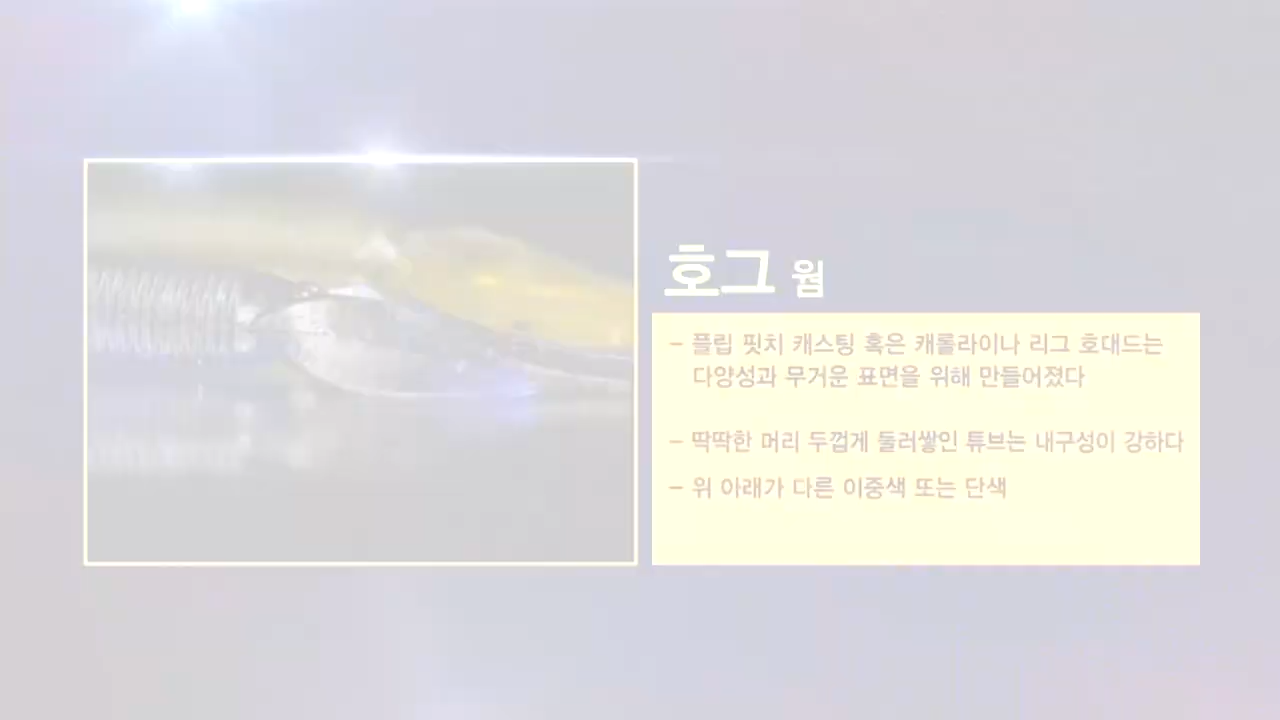 호그 웜
- 플립 핏치 캐스팅 혹은 캐롤라이나 리그 호대드는
다양성과 무거운 표면을 위해 만들어졌다
- 딱딱한 머리 두껍게 둘러쌓인 튜브는 내구성이 강하다
- 위 아래가 다른 이중색 또는 단색